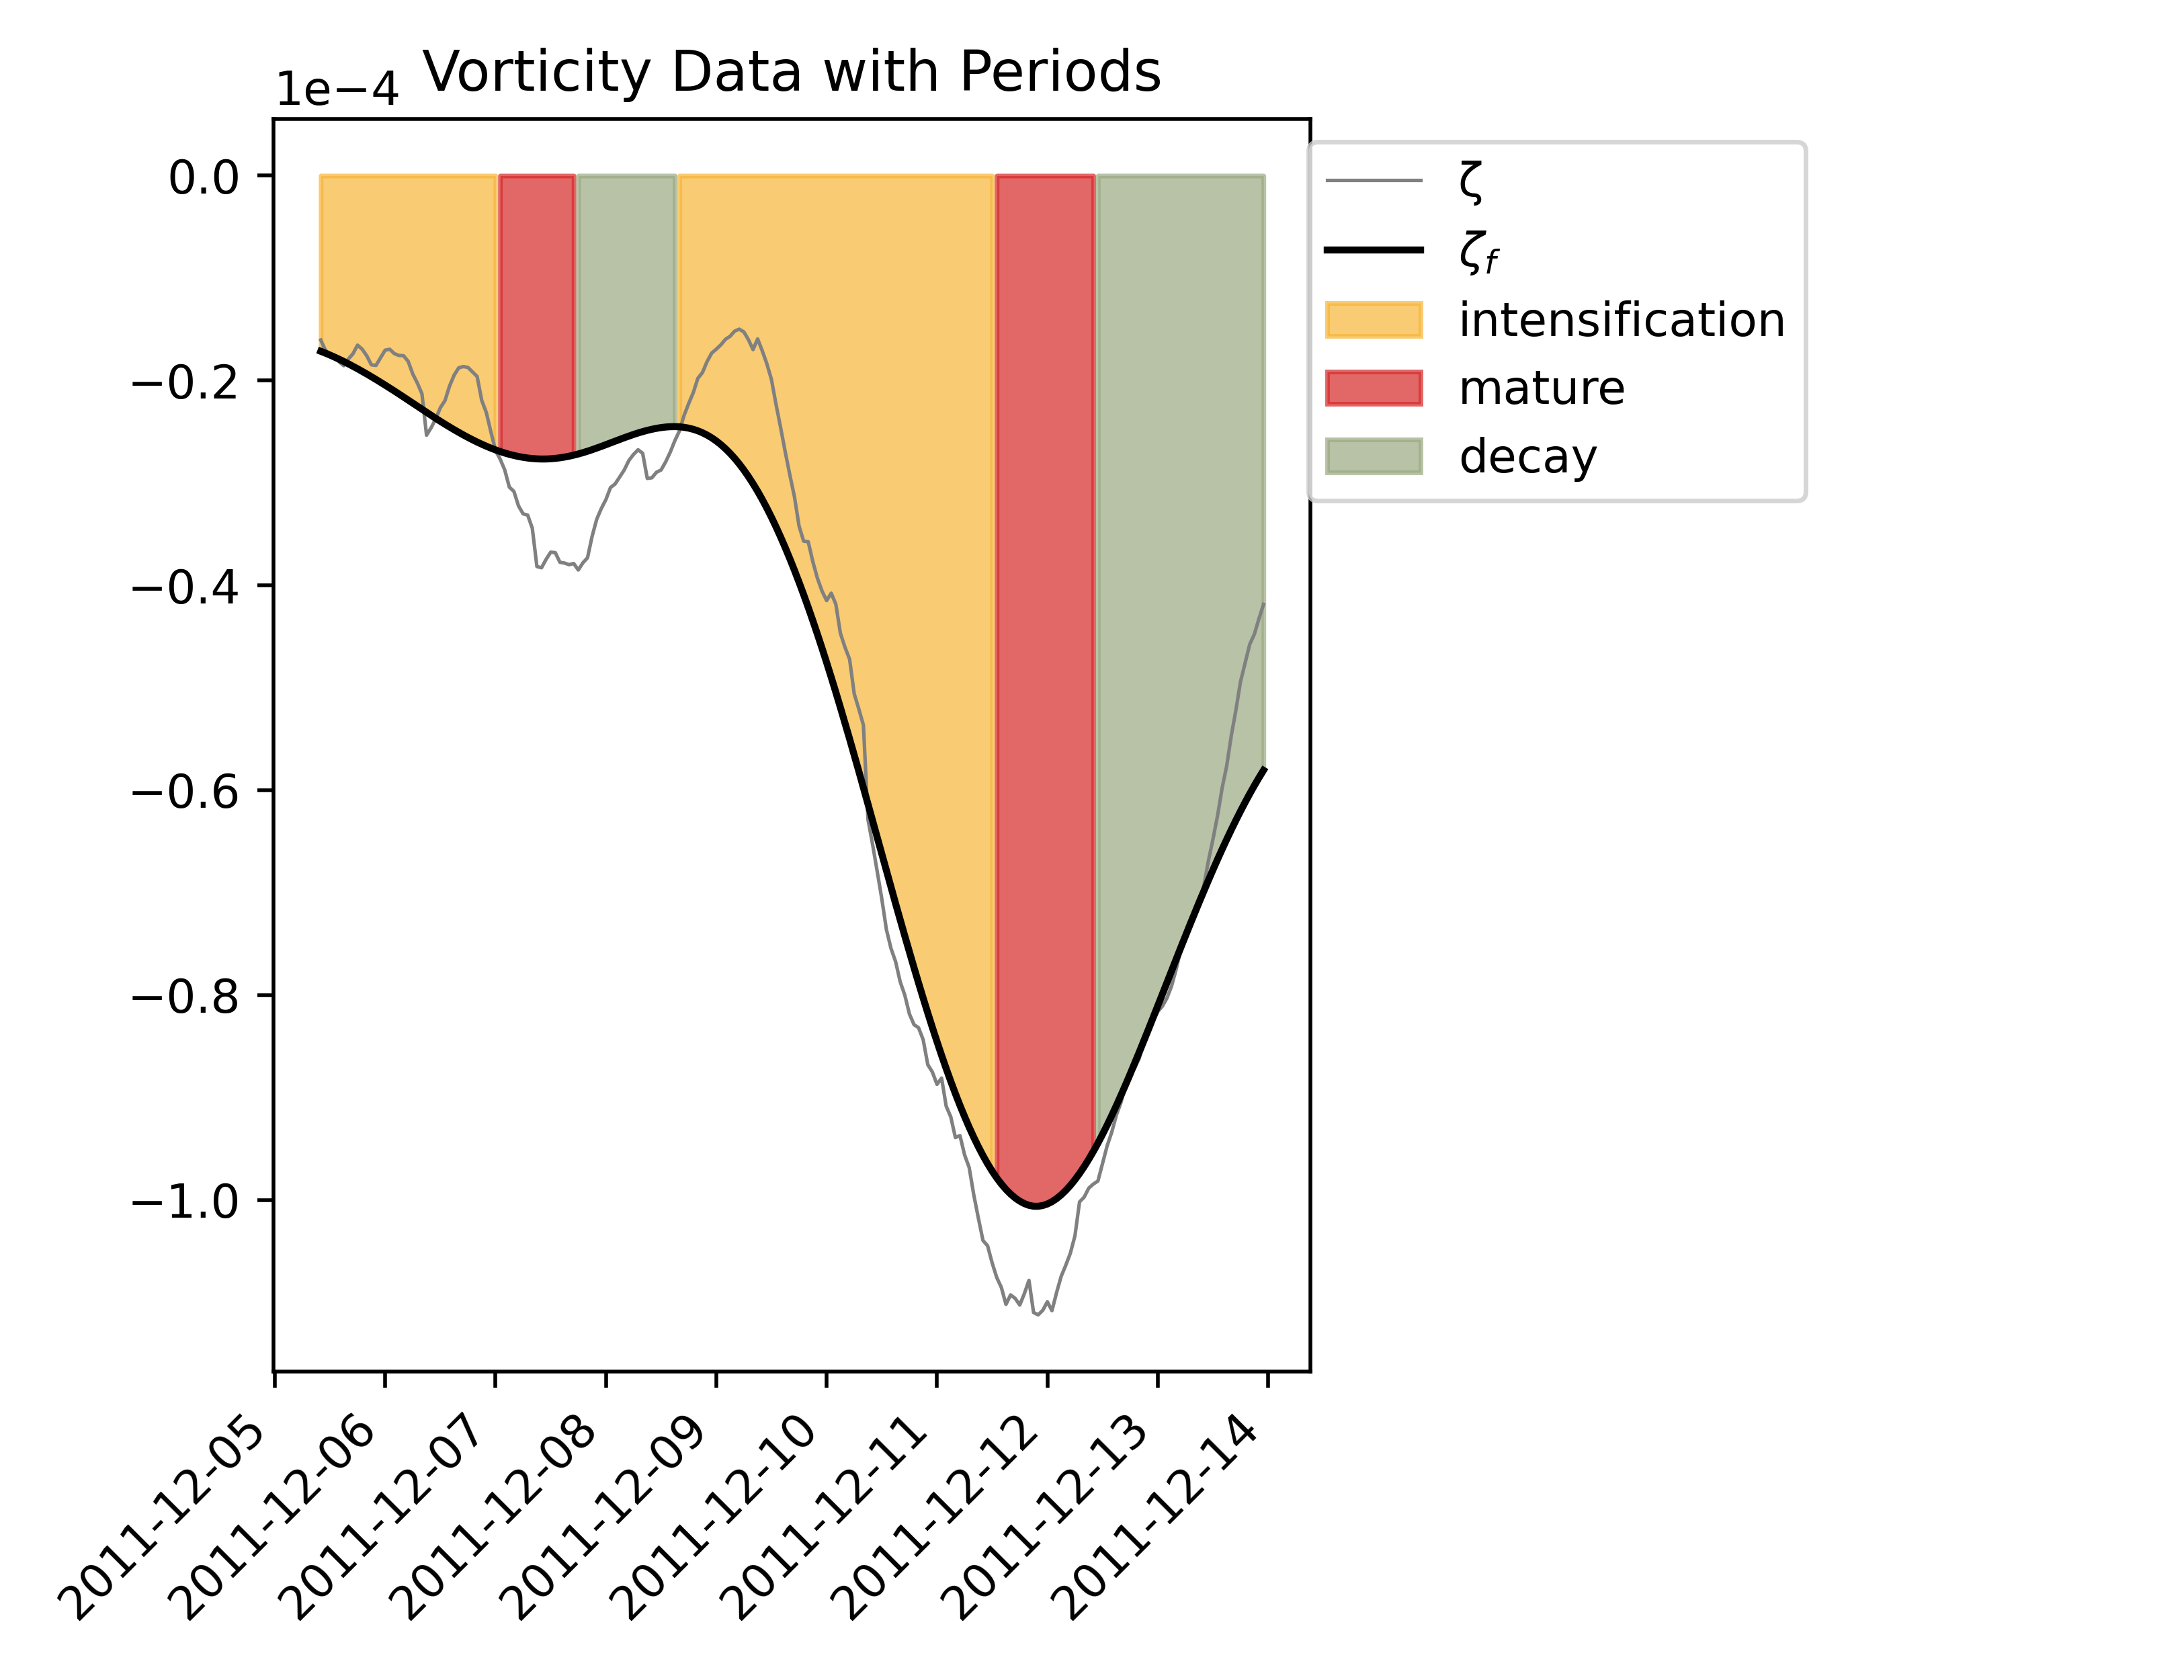 Vorticity Data with Periods
1e−4
0.0
−0.2
−0.4
−0.6
−0.8
−1.0
ζ
ζf
intensification
mature
decay
2011-12-05
2011-12-06
2011-12-07
2011-12-08
2011-12-09
2011-12-10
2011-12-11
2011-12-12
2011-12-13
2011-12-14